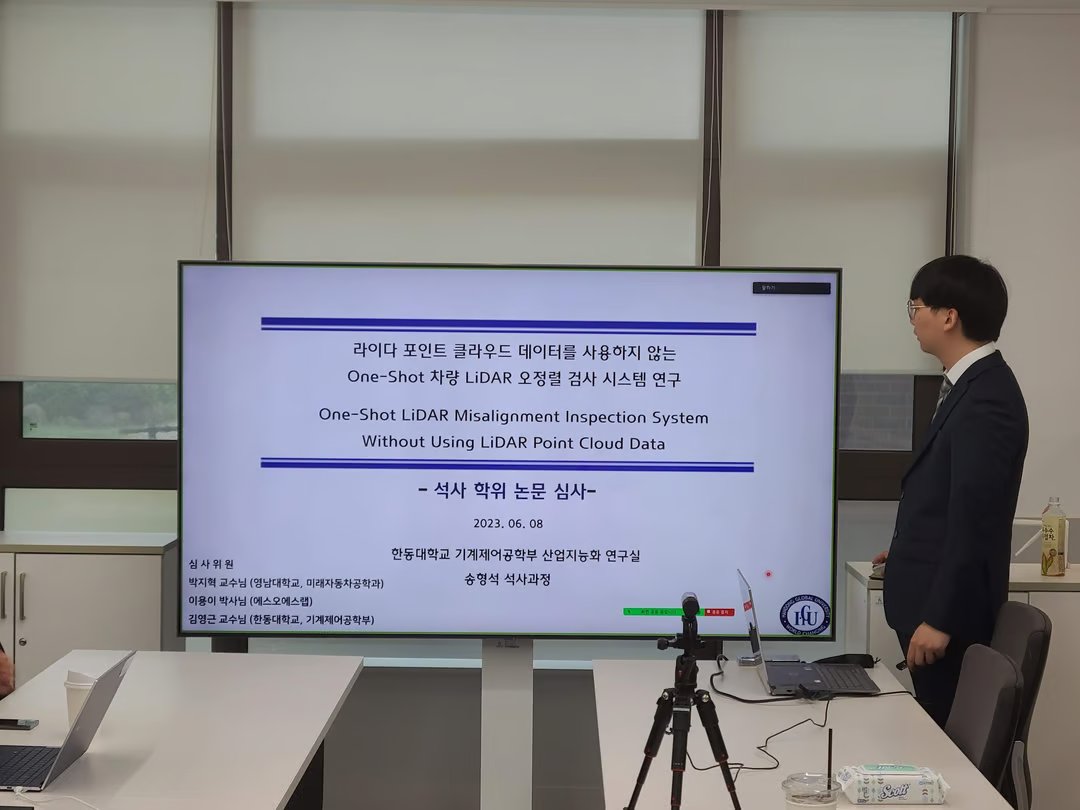 라이다 포인트 클라우드 데이터를 사용하지 않는
One-Shot 차량 LiDAR 오정렬 검사 시스템 연구
One-Shot LiDAR Misalignment Inspection System
Without Using LiDAR Point Cloud Data
- 석사 학위 논문 심사-
2023. 06. 08
한동대학교 기계제어공학부 산업지능화 연구실
송형석 석사과정
심사위원
박지혁 교수님 (영남대학교, 미래자동차공학과)
이용이 박사님 (에스오에스랩)
김영근 교수님 (한동대학교, 기계제어공학부)
HGU
Scott